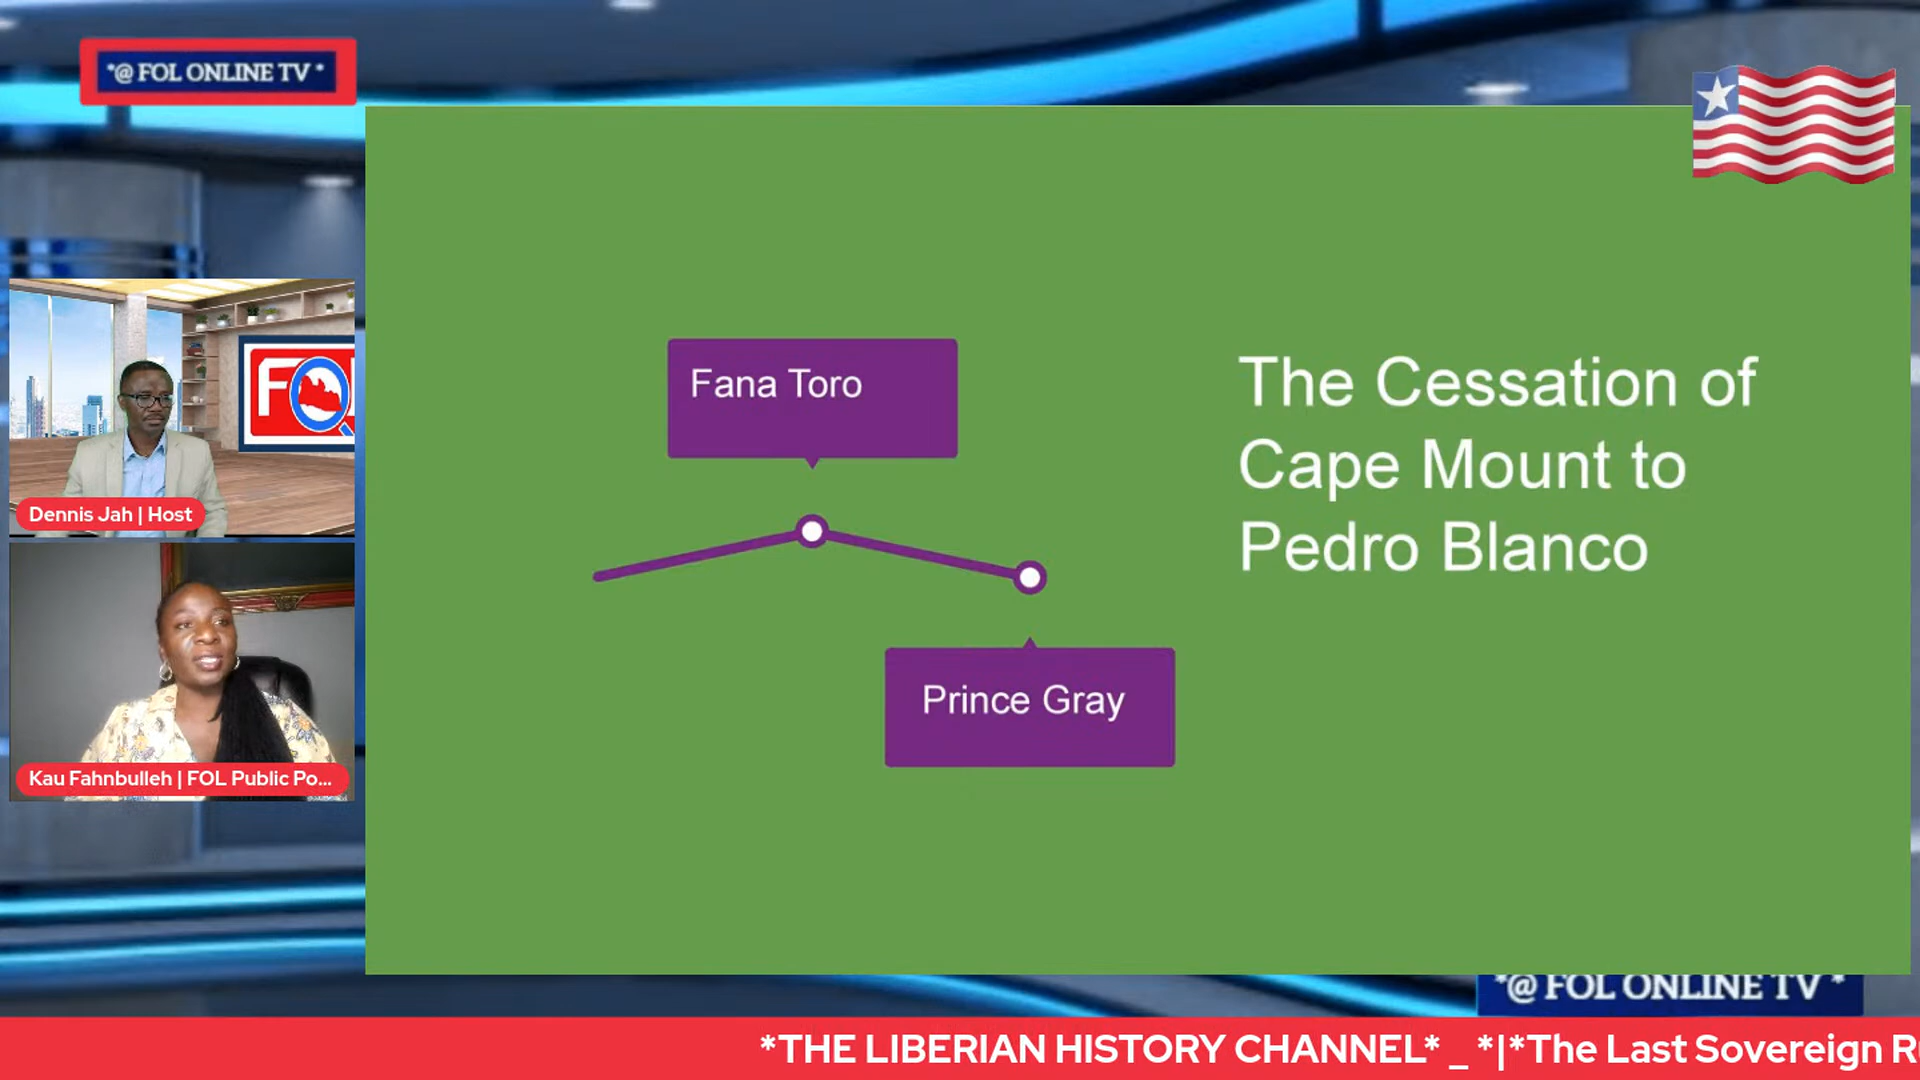 *@ FOL ONLINE TV *
Fana Toro
The Cessation of
Cape Mount to
Pedro Blanco
Dennis Jah | Host
Prince Gray
Kau Fahnbulleh | FOL Public Po...
*@ FOL ONLINE TV *
*THE LIBERIAN HISTORY CHANNEL* _ *|*The Last Sovereign